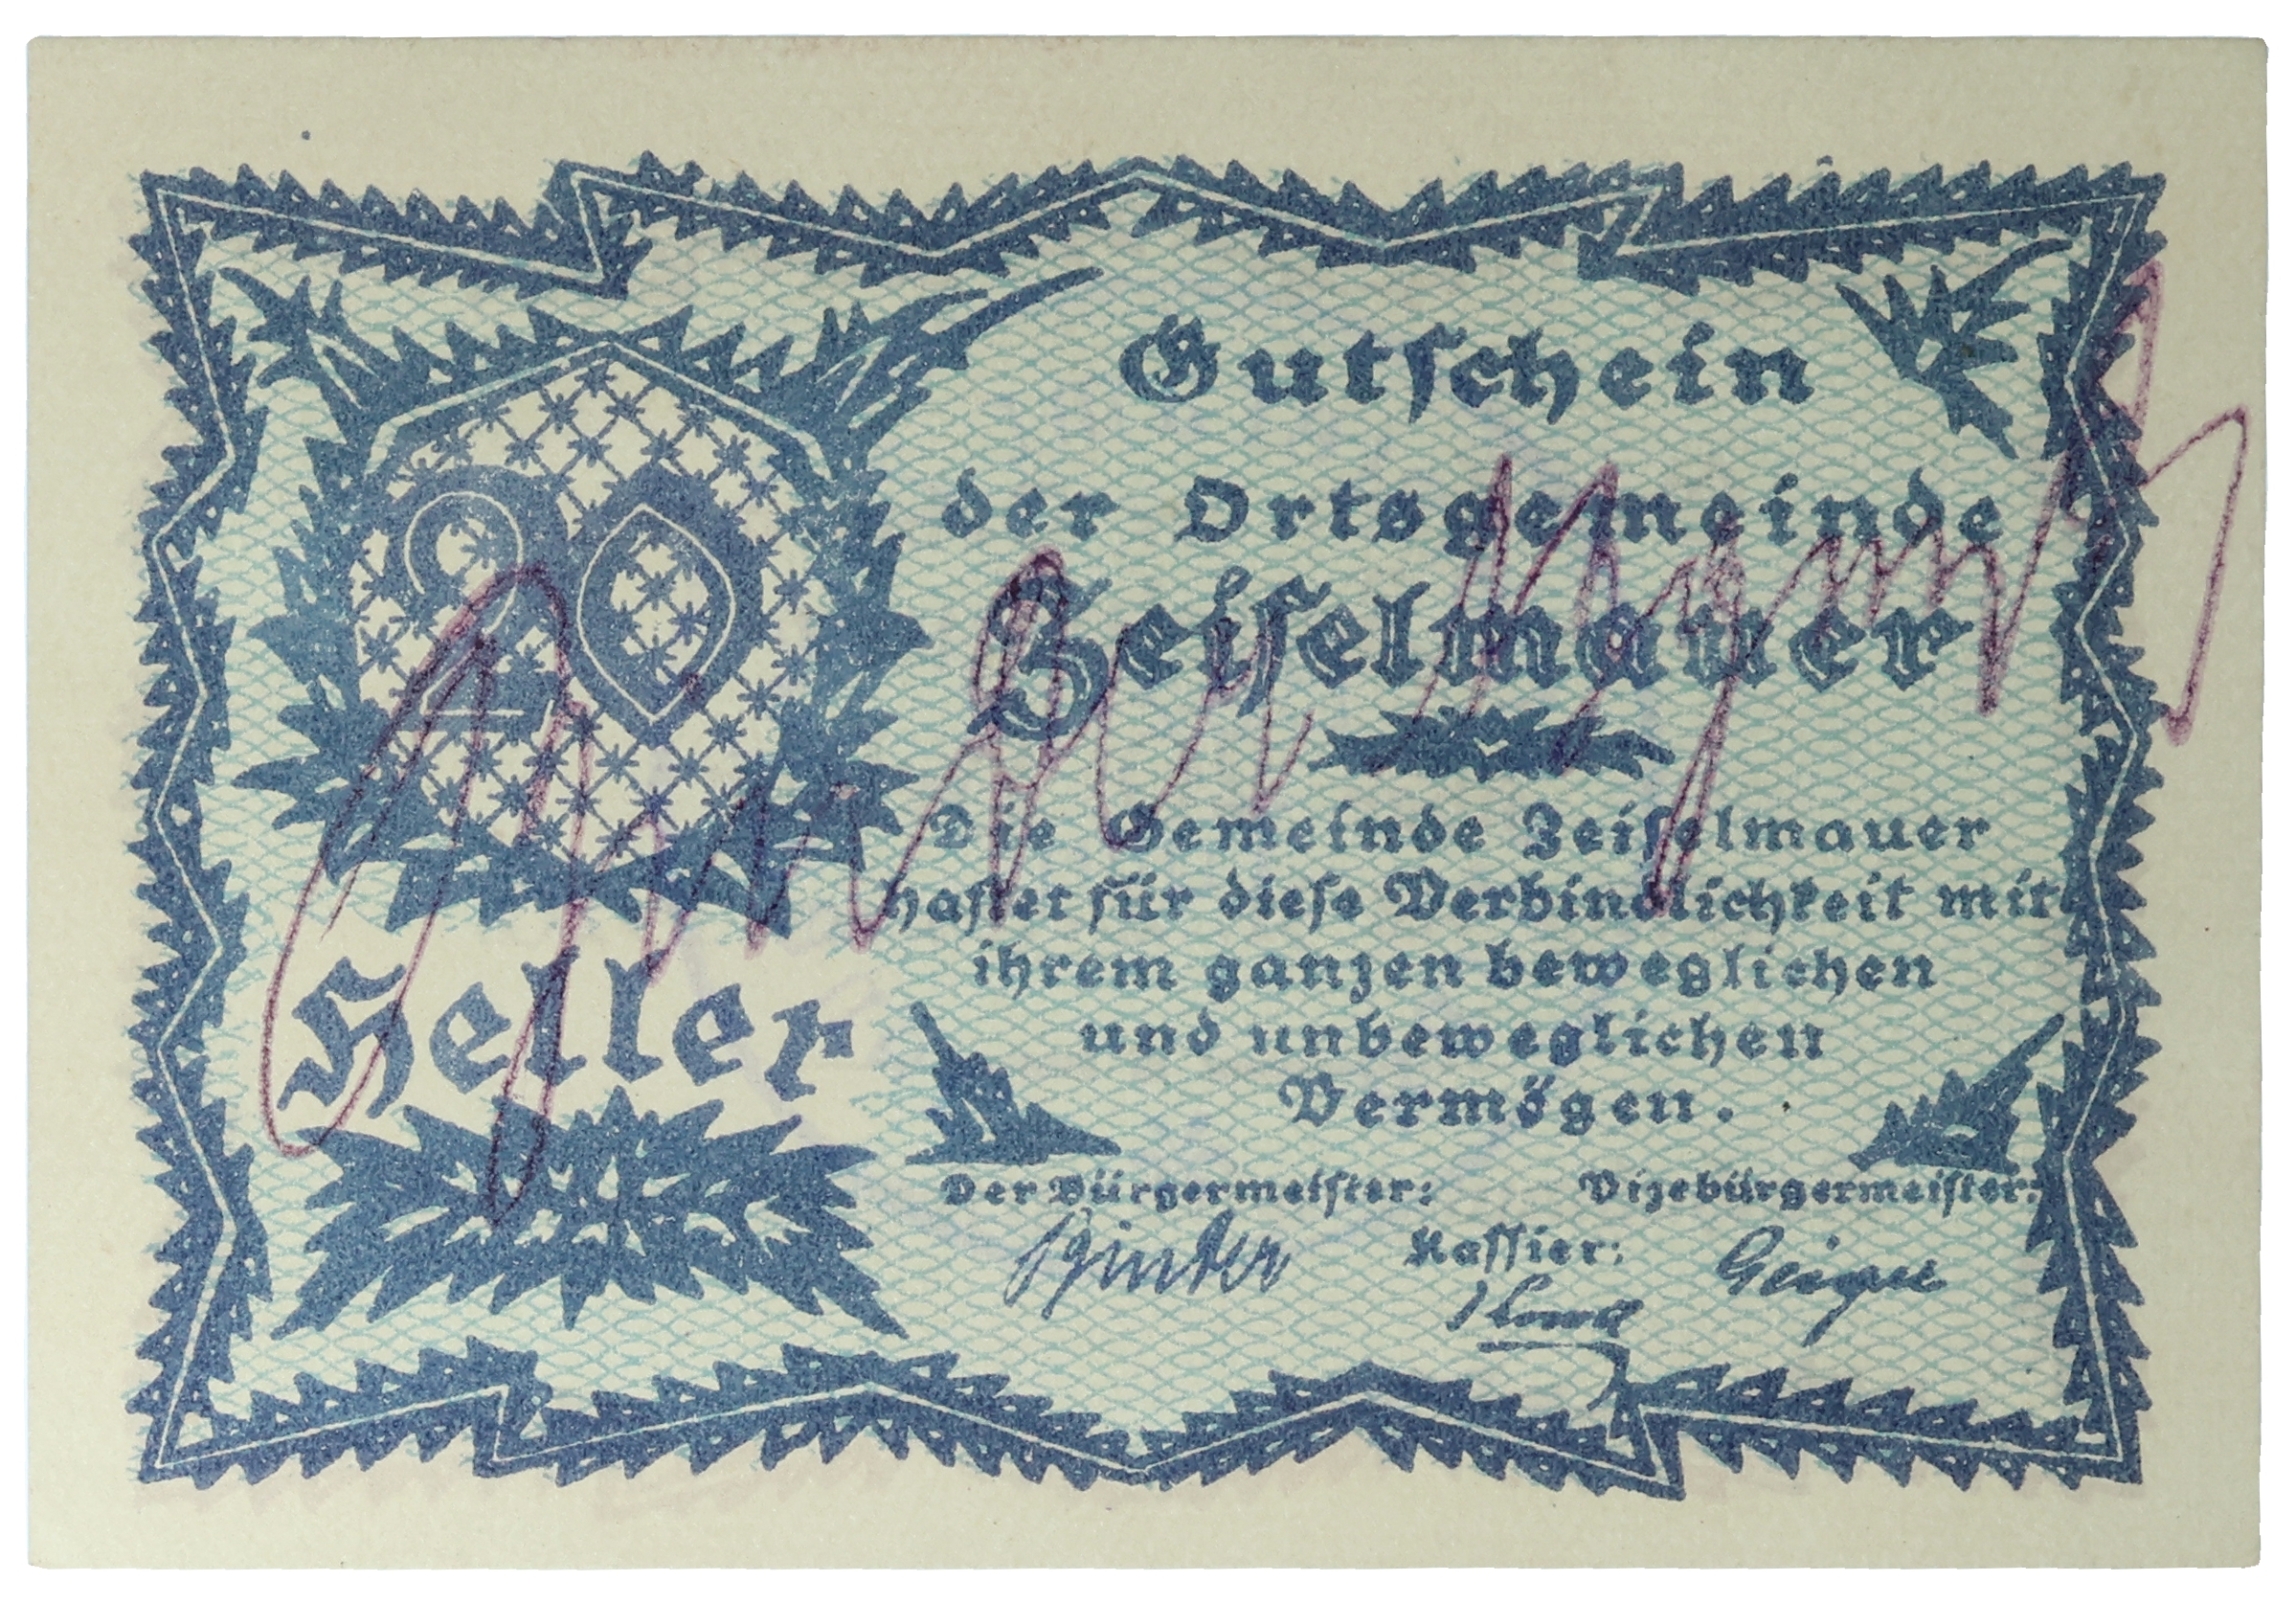 20
Heller
Gutschein
der Ortsgemeinde
Zeiselmauer
Die Gemeinde Zeiselmauer
haftet für diese Verbindlichkeit mit
ihrem ganzen beweglichen
und unbeweglichen
Vermögen.
Der Bürgermeister:
Vizebürgermeister:
Binder
Kassier: